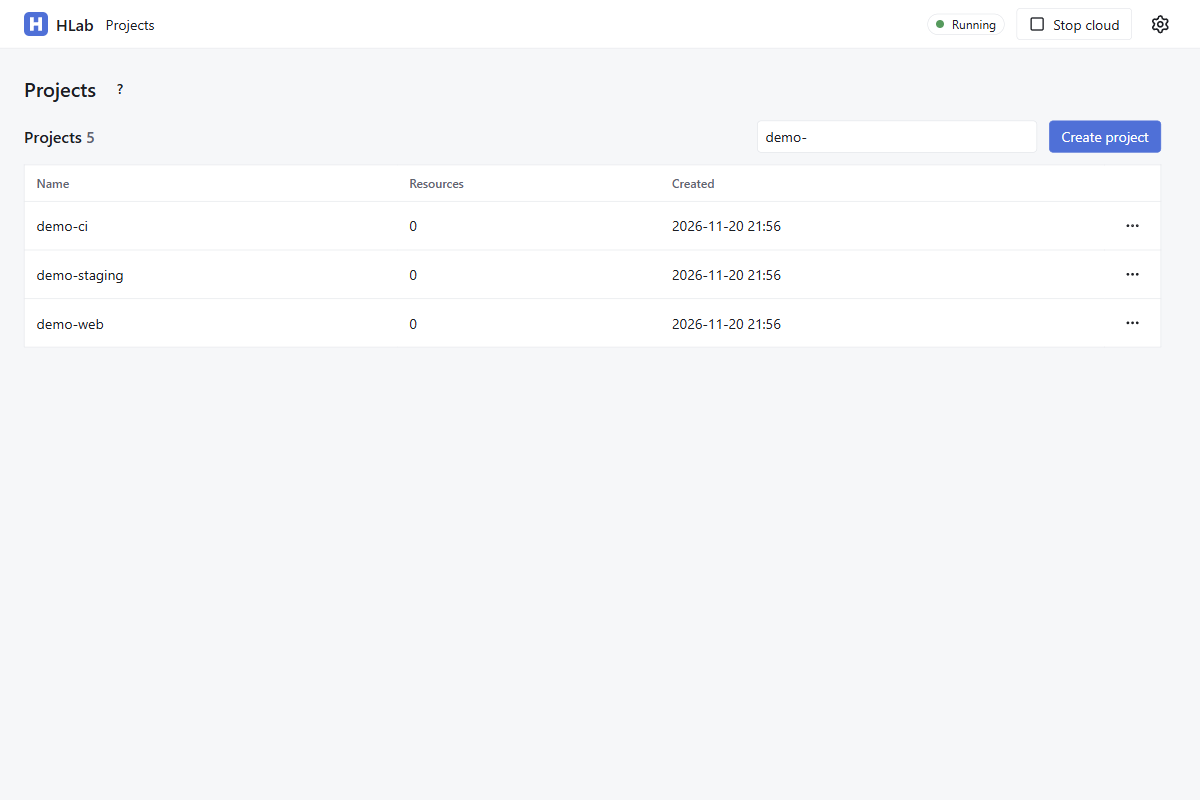 H HLab Projects Running Stop cloud
Projects ?
Projects 5 demo- Create project
Name Resources Created
demo-ci 0 2026-11-20 21:56 ...
demo-staging 0 2026-11-20 21:56 ...
demo-web 0 2026-11-20 21:56 ...